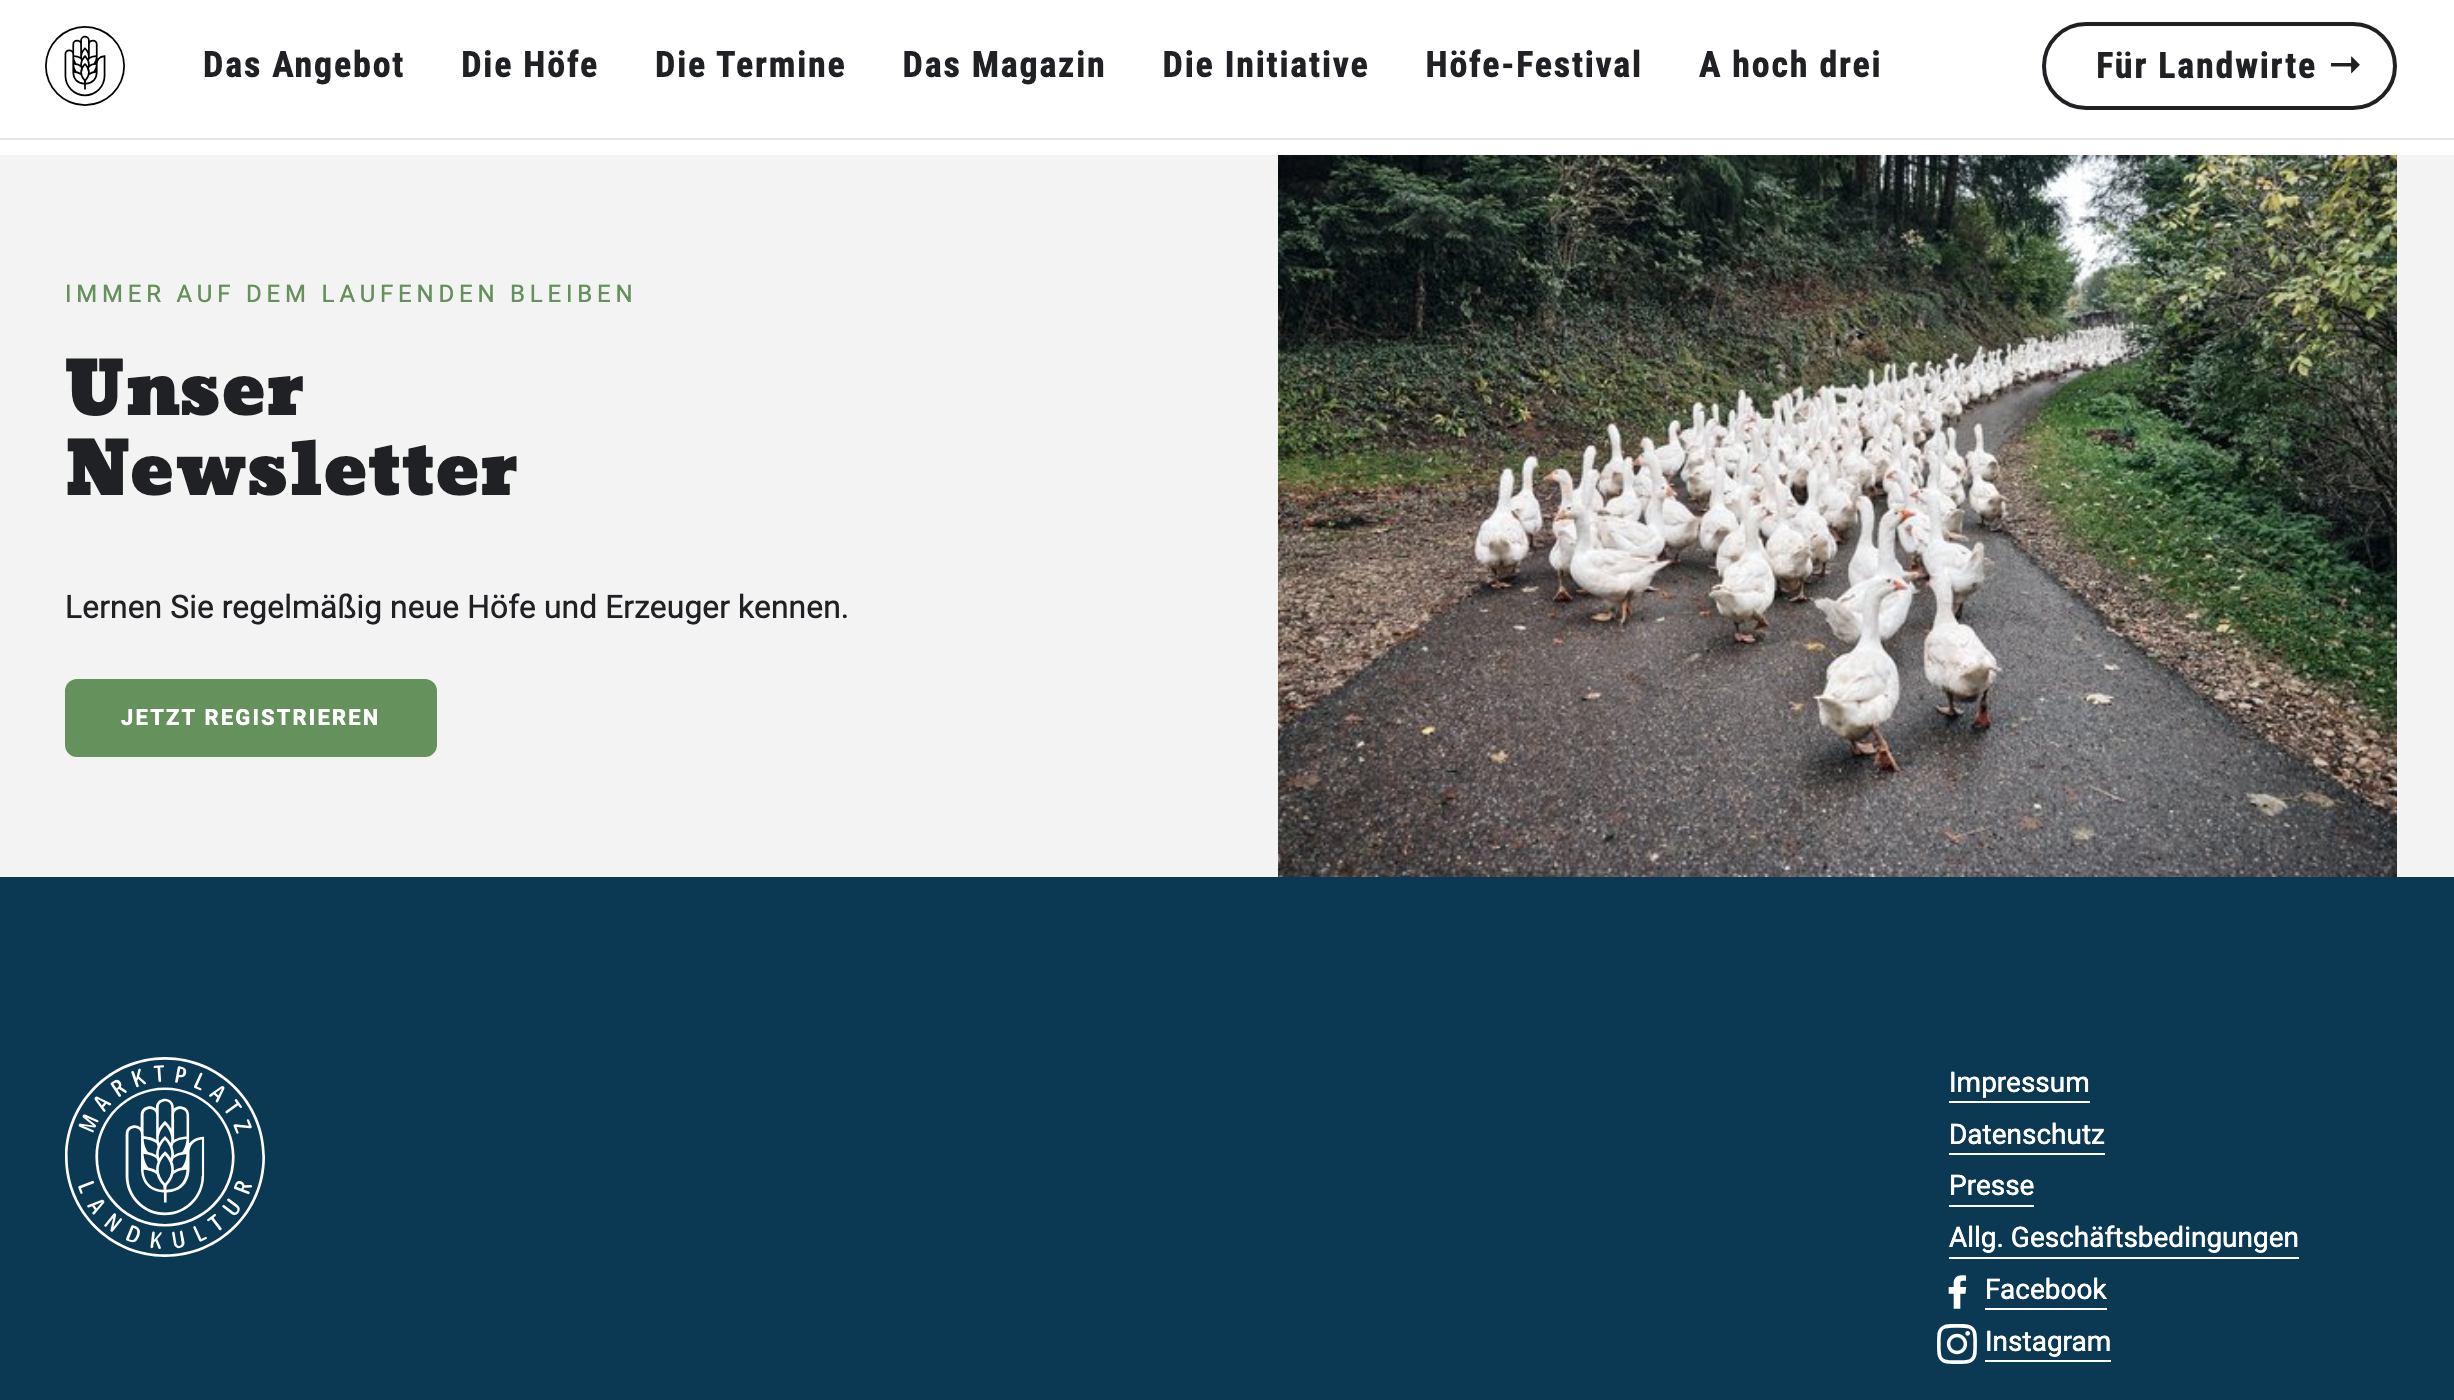 Das Angebot Die Höfe Die Termine Das Magazin Die Initiative Höfe-Festival A hoch drei Für Landwirte →
IMMER AUF DEM LAUFENDEN BLEIBEN
Unser
Newsletter
Lernen Sie regelmäßig neue Höfe und Erzeuger kennen.
JETZT REGISTRIEREN
MARKTPLATZ
LANDKULTUR
Impressum
Datenschutz
Presse
Allg. Geschäftsbedingungen
Facebook
Instagram